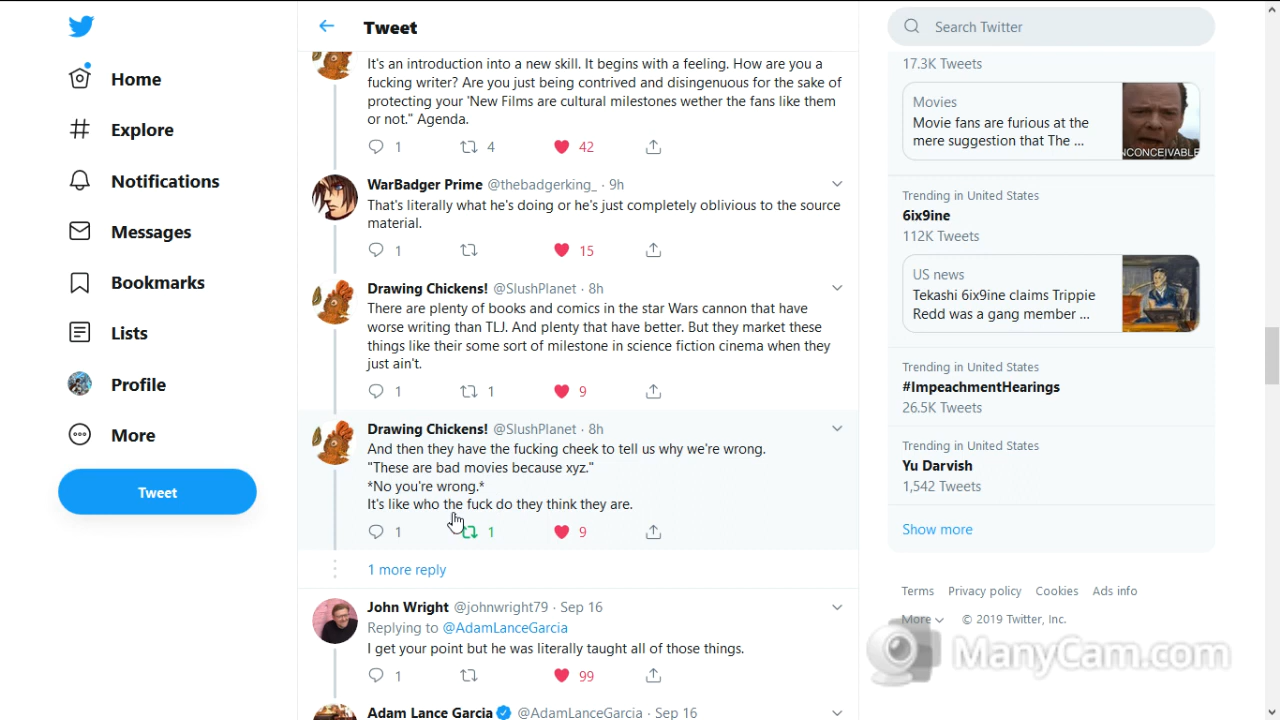 Home
Explore
Notifications
Messages
Bookmarks
Lists
Profile
More
Tweet
Tweet
It's an introduction into a new skill. It begins with a feeling. How are you a
fucking writer? Are you just being contrived and disingenuous for the sake of
protecting your 'New Films are cultural milestones wether the fans like them
or not." Agenda.
1 4 42
WarBadger Prime @thebadgerking_ · 9h
That's literally what he's doing or he's just completely oblivious to the source
material.
1 15
Drawing Chickens! @SlushPlanet · 8h
There are plenty of books and comics in the star Wars cannon that have
worse writing than TLJ. And plenty that have better. But they market these
things like their some sort of milestone in science fiction cinema when they
just ain't.
1 1 9
Drawing Chickens! @SlushPlanet · 8h
And then they have the fucking cheek to tell us why we're wrong.
"These are bad movies because xyz."
*No you're wrong.*
It's like who the fuck do they think they are.
1 1 9
1 more reply
John Wright @johnwright79 · Sep 16
Replying to @AdamLanceGarcia
I get your point but he was literally taught all of those things.
1 99
Adam Lance Garcia @AdamLanceGarcia · Sep 16
Search Twitter
17.3K Tweets
Movies
Movie fans are furious at the
mere suggestion that The ...
NCONCEIVABLE
Trending in United States
6ix9ine
112K Tweets
US news
Tekashi 6ix9ine claims Trippie
Redd was a gang member ...
Trending in United States
#ImpeachmentHearings
26.5K Tweets
Trending in United States
Yu Darvish
1,542 Tweets
Show more
Terms Privacy policy Cookies Ads info
More © 2019 Twitter, Inc.
ManyCam.com